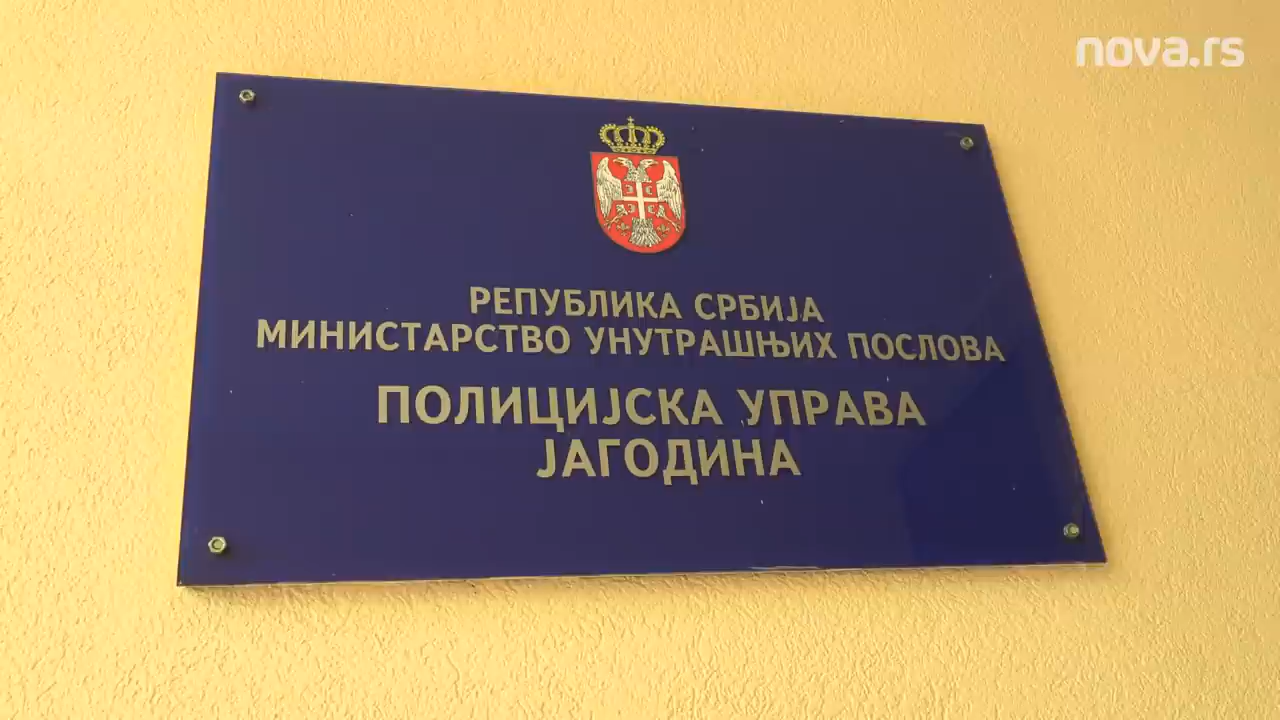 nova.rs
РЕПУБЛИКА СРБИЈА
МИНИСТАРСТВО УНУТРАШЊИХ ПОСЛОВА
ПОЛИЦИЈСКА УПРАВА
ЈАГОДИНА